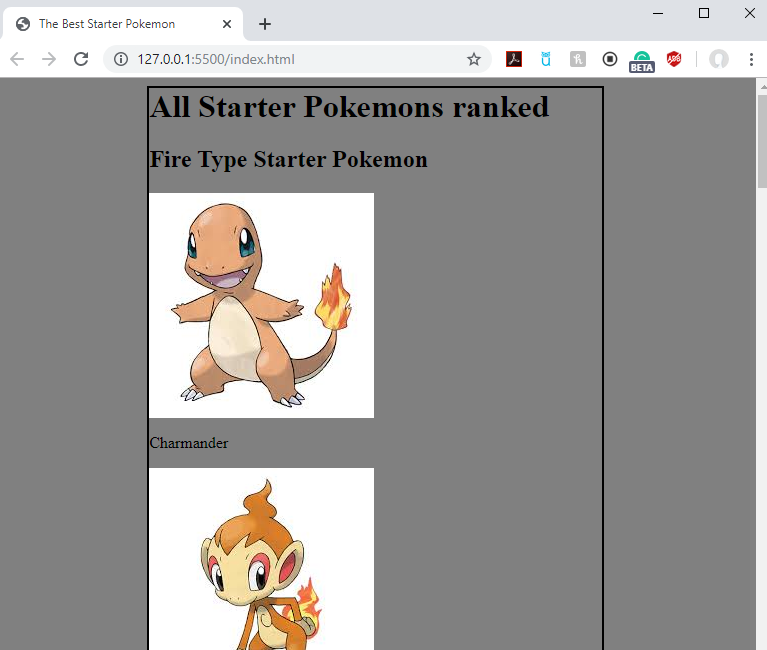 The Best Starter Pokemon
127.0.0.1:5500/index.html
BETA
ABP
All Starter Pokemons ranked
Fire Type Starter Pokemon
Charmander